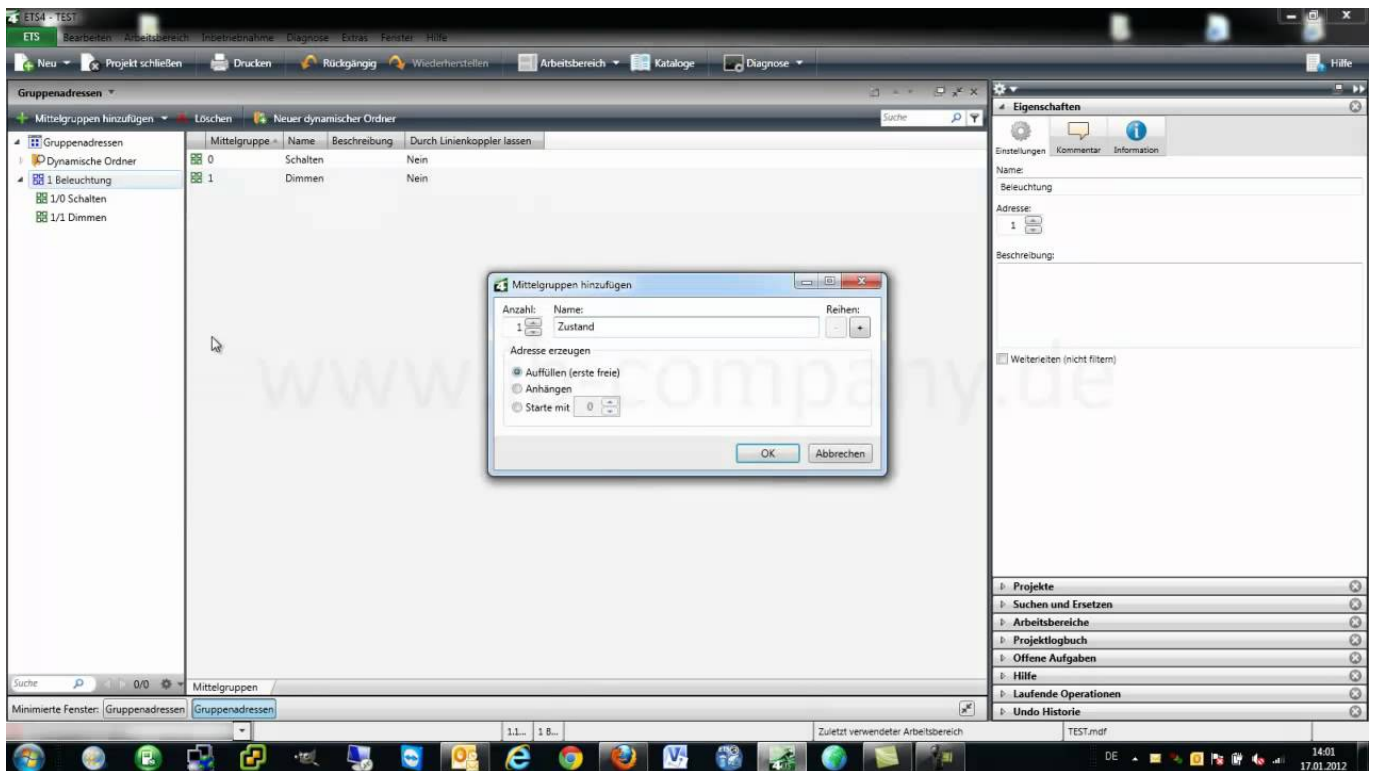 ETS4 - TEST
ETS Bearbeiten Arbeitsbereich Inbetriebnahme Diagnose Extras Fenster Hilfe
Neu Projekt schließen Drucken Rückgängig Wiederherstellen Arbeitsbereich Kataloge Diagnose Hilfe
Gruppenadressen
Mittelgruppen hinzufügen Löschen Neuer dynamischer Ordner Suche
Gruppenadressen
Dynamische Ordner
1 Beleuchtung
1/0 Schalten
1/1 Dimmen
Mittelgruppe Name Beschreibung Durch Linienkoppler lassen
0 Schalten Nein
1 Dimmen Nein
Mittelgruppen hinzufügen
Anzahl: Name: Reihen:
1 Zustand - +
Adresse erzeugen
Auffüllen (erste freie)
Anhängen
Starte mit 0
OK Abbrechen
Eigenschaften
Einstellungen Kommentar Information
Name:
Beleuchtung
Adresse:
1
Beschreibung:
Weiterleiten (nicht filtern)
Projekte
Suchen und Ersetzen
Arbeitsbereiche
Projektlogbuch
Offene Aufgaben
Hilfe
Laufende Operationen
Undo Historie
Suche 0/0 Mittelgruppen
Minimierte Fenster: Gruppenadressen Gruppenadressen
1.1... 1 B... Zuletzt verwendeter Arbeitsbereich TEST.mdf
DE 14:01
17.01.2012